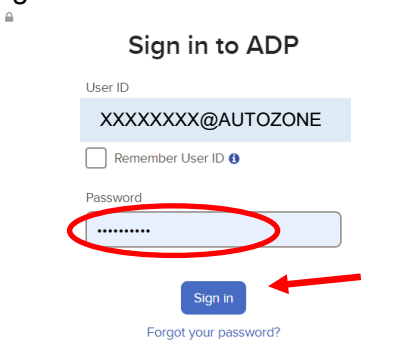 Sign in to ADP
User ID
XXXXXXXX@AUTOZONE
Remember User ID
Password
••••••••••
Sign in
Forgot your password?